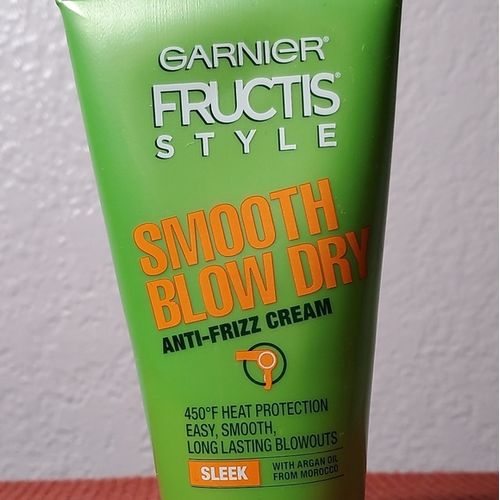 GARNIER
FRUCTIS
STYLE
SMOOTH
BLOW DRY
ANTI-FRIZZ CREAM
450°F HEAT PROTECTION
EASY, SMOOTH,
LONG LASTING BLOWOUTS
SLEEK
WITH ARGAN OIL
FROM MOROCCO